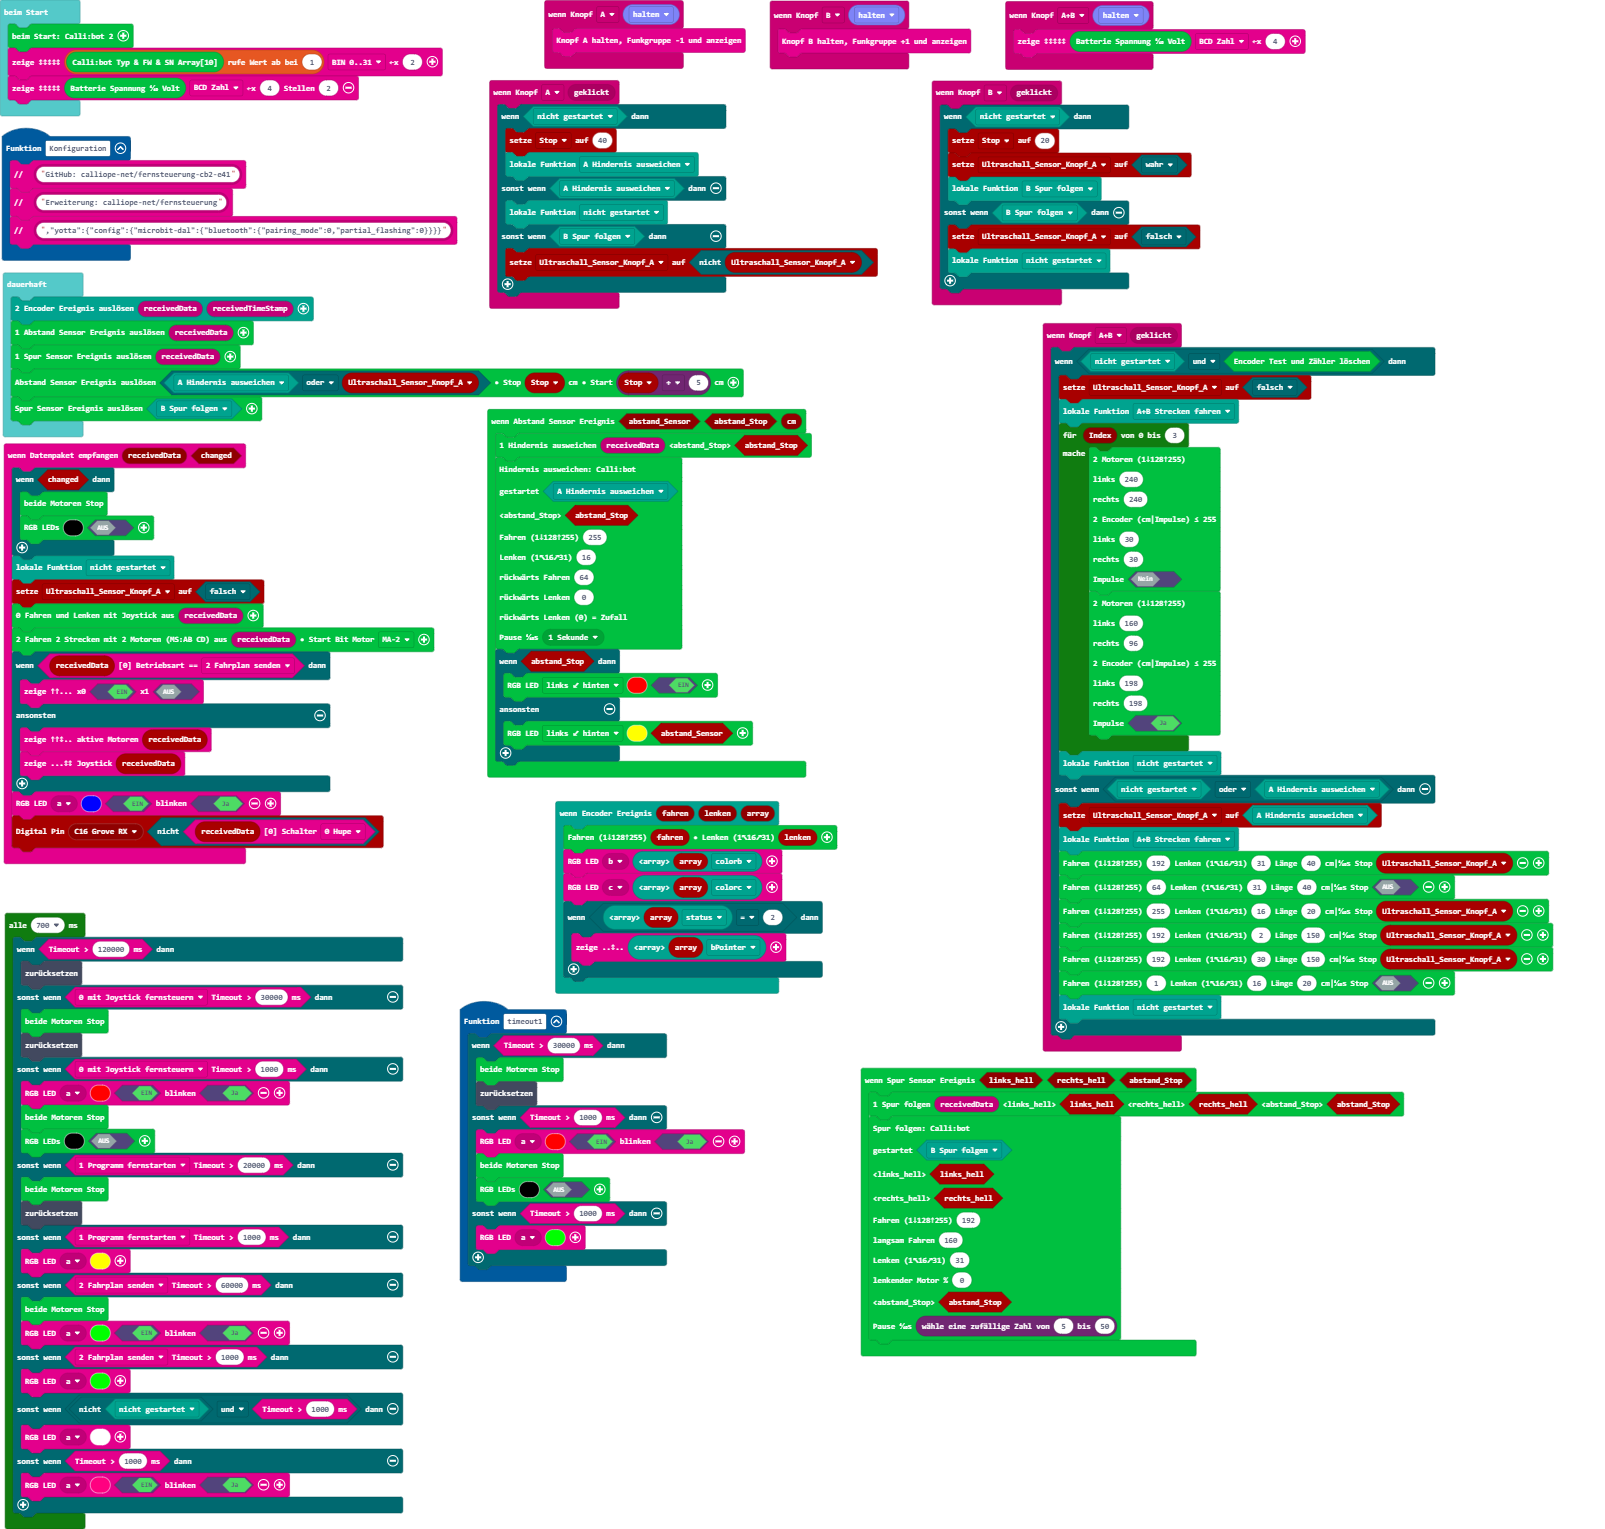 beim Start
beim Start: Calli:bot 2
zeige Calli:bot Typ & FW & SN Array[10] rufe Wert ab bei 1 BIN 0..31 ÷x 2
zeige Batterie Spannung ‰ Volt BCD Zahl ÷x 4 Stellen 2
Funktion Konfiguration
// "GitHub: calliope-net/fernsteuerung-cb2-e41"
// "Erweiterung: calliope-net/fernsteuerung"
// ","yotta":{"config":{"microbit-dal":{"bluetooth":{"pairing_mode":0,"partial_flashing":0}}}}"
dauerhaft
2 Encoder Ereignis auslösen receivedData receivedTimeStamp
1 Abstand Sensor Ereignis auslösen receivedData
1 Spur Sensor Ereignis auslösen receivedData
Abstand Sensor Ereignis auslösen A Hindernis ausweichen oder Ultraschall_Sensor_Knopf_A • Stop Stop cm • Start Stop ÷ 5 cm
Spur Sensor Ereignis auslösen B Spur folgen
wenn Datenpaket empfangen receivedData changed
wenn changed dann
beide Motoren Stop
RGB LEDs AUS
lokale Funktion nicht gestartet
setze Ultraschall_Sensor_Knopf_A auf falsch
0 Fahren und Lenken mit Joystick aus receivedData
2 Fahren 2 Strecken mit 2 Motoren (MS:AB CD) aus receivedData • Start Bit Motor MA-2
wenn receivedData [0] Betriebsart == 2 Fahrplan senden dann
zeige ↑↑... x0 EIN x1 AUS
ansonsten
zeige ↑↑↕.. aktive Motoren receivedData
zeige ...↕↕ Joystick receivedData
RGB LED a EIN blinken Ja
Digital Pin C16 Grove RX nicht receivedData [0] Schalter 0 Hupe
alle 700 ms
wenn Timeout > 120000 ms dann
zurücksetzen
sonst wenn 0 mit Joystick fernsteuern Timeout > 30000 ms dann
beide Motoren Stop
zurücksetzen
sonst wenn 0 mit Joystick fernsteuern Timeout > 1000 ms dann
RGB LED a EIN blinken Ja
beide Motoren Stop
RGB LEDs AUS
sonst wenn 1 Programm fernstarten Timeout > 20000 ms dann
beide Motoren Stop
zurücksetzen
sonst wenn 1 Programm fernstarten Timeout > 1000 ms dann
RGB LED a
sonst wenn 2 Fahrplan senden Timeout > 60000 ms dann
beide Motoren Stop
RGB LED a EIN blinken Ja
sonst wenn 2 Fahrplan senden Timeout > 1000 ms dann
RGB LED a
sonst wenn nicht nicht gestartet und Timeout > 1000 ms dann
RGB LED a
sonst wenn Timeout > 1000 ms dann
RGB LED a EIN blinken Ja
wenn Knopf A halten
Knopf A halten, Funkgruppe -1 und anzeigen
wenn Knopf B halten
Knopf B halten, Funkgruppe +1 und anzeigen
wenn Knopf A+B halten
zeige Batterie Spannung ‰ Volt BCD Zahl ÷x 4
wenn Knopf A geklickt
wenn nicht gestartet dann
setze Stop auf 40
lokale Funktion A Hindernis ausweichen
sonst wenn A Hindernis ausweichen dann
lokale Funktion nicht gestartet
sonst wenn B Spur folgen dann
setze Ultraschall_Sensor_Knopf_A auf nicht Ultraschall_Sensor_Knopf_A
wenn Knopf B geklickt
wenn nicht gestartet dann
setze Stop auf 20
setze Ultraschall_Sensor_Knopf_A auf wahr
lokale Funktion B Spur folgen
sonst wenn B Spur folgen dann
setze Ultraschall_Sensor_Knopf_A auf falsch
lokale Funktion nicht gestartet
wenn Abstand Sensor Ereignis abstand_Sensor abstand_Stop cm
1 Hindernis ausweichen receivedData <abstand_Stop> abstand_Stop
Hindernis ausweichen: Calli:bot
gestartet A Hindernis ausweichen
<abstand_Stop> abstand_Stop
Fahren (1↓128↑255) 255
Lenken (1↖16↗31) 16
rückwärts Fahren 64
rückwärts Lenken 0
rückwärts Lenken (0) = Zufall
Pause ‰s 1 Sekunde
wenn abstand_Stop dann
RGB LED links ↙ hinten EIN
ansonsten
RGB LED links ↙ hinten abstand_Sensor
wenn Encoder Ereignis fahren lenken array
Fahren (1↓128↑255) fahren • Lenken (1↖16↗31) lenken
RGB LED b <array> array colorb
RGB LED c <array> array colorc
wenn <array> array status = 2 dann
zeige ..↕.. <array> array bPointer
Funktion timeout1
wenn Timeout > 30000 ms dann
beide Motoren Stop
zurücksetzen
sonst wenn Timeout > 1000 ms dann
RGB LED a EIN blinken Ja
beide Motoren Stop
RGB LEDs AUS
sonst wenn Timeout > 1000 ms dann
RGB LED a
wenn Knopf A+B geklickt
wenn nicht gestartet und Encoder Test und Zähler löschen dann
setze Ultraschall_Sensor_Knopf_A auf falsch
lokale Funktion A+B Strecken fahren
für Index von 0 bis 3
mache
2 Motoren (1↓128↑255)
links 240
rechts 240
2 Encoder (cm|Impulse) ≤ 255
links 30
rechts 30
Impulse Nein
2 Motoren (1↓128↑255)
links 160
rechts 96
2 Encoder (cm|Impulse) ≤ 255
links 198
rechts 198
Impulse Ja
lokale Funktion nicht gestartet
sonst wenn nicht gestartet oder A Hindernis ausweichen dann
setze Ultraschall_Sensor_Knopf_A auf A Hindernis ausweichen
lokale Funktion A+B Strecken fahren
Fahren (1↓128↑255) 192 Lenken (1↖16↗31) 31 Länge 40 cm|‰s Stop Ultraschall_Sensor_Knopf_A
Fahren (1↓128↑255) 64 Lenken (1↖16↗31) 31 Länge 40 cm|‰s Stop AUS
Fahren (1↓128↑255) 255 Lenken (1↖16↗31) 16 Länge 20 cm|‰s Stop Ultraschall_Sensor_Knopf_A
Fahren (1↓128↑255) 192 Lenken (1↖16↗31) 2 Länge 150 cm|‰s Stop Ultraschall_Sensor_Knopf_A
Fahren (1↓128↑255) 192 Lenken (1↖16↗31) 30 Länge 150 cm|‰s Stop Ultraschall_Sensor_Knopf_A
Fahren (1↓128↑255) 1 Lenken (1↖16↗31) 16 Länge 20 cm|‰s Stop AUS
lokale Funktion nicht gestartet
wenn Spur Sensor Ereignis links_hell rechts_hell abstand_Stop
1 Spur folgen receivedData <links_hell> links_hell <rechts_hell> rechts_hell <abstand_Stop> abstand_Stop
Spur folgen: Calli:bot
gestartet B Spur folgen
<links_hell> links_hell
<rechts_hell> rechts_hell
Fahren (1↓128↑255) 192
langsam Fahren 160
Lenken (1↖16↗31) 31
lenkender Motor % 0
<abstand_Stop> abstand_Stop
Pause ‰s wähle eine zufällige Zahl von 5 bis 50